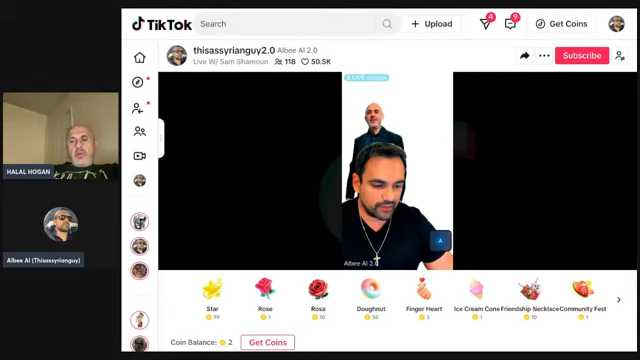 TikTok
Search
Upload
4
9
Get Coins
thisassyrianguy2.0 Albee AI 2.0
Live W/ Sam Shamoun 118 50.5K
Subscribe
LIVE creator
HALAL HOGAN
Albee AI (Thisassyrianguy)
A
Albee AI 2.0
Star
99
Rose
1
Rosa
10
Doughnut
30
Finger Heart
5
Ice Cream Cone
1
Friendship Necklace
10
Community Fest
1
Coin Balance: 2 Get Coins